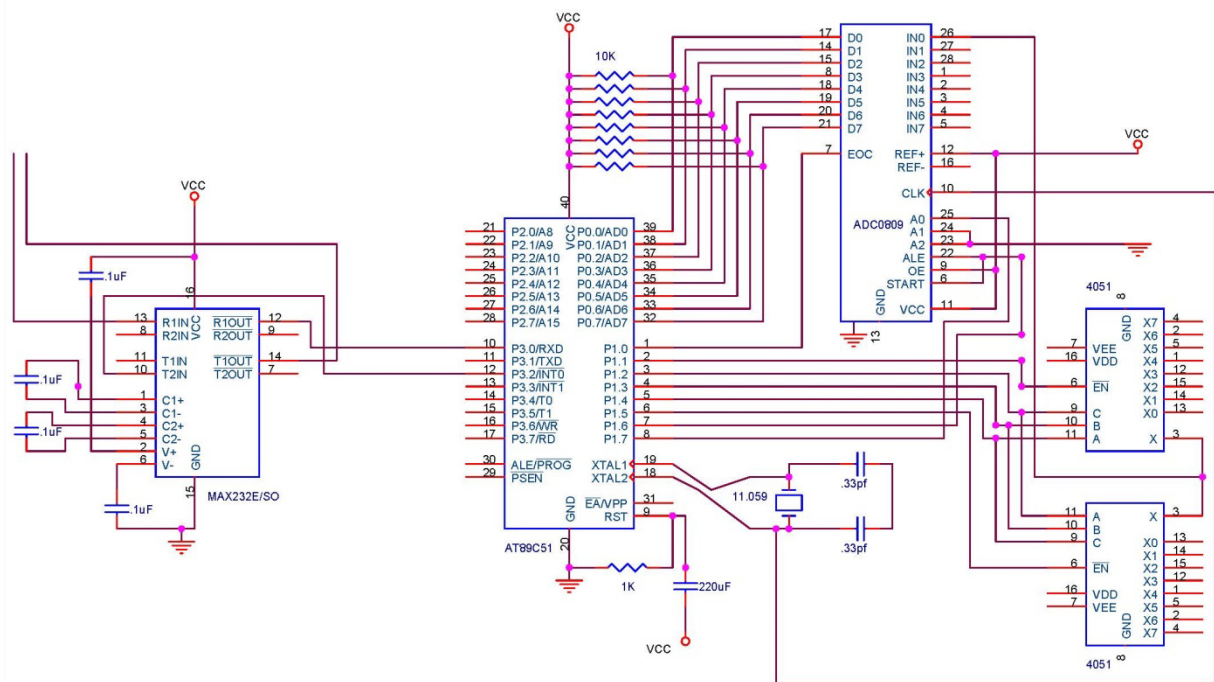 VCC
10K
VCC
.1uF
16
VCC
13 R1IN R1OUT 12
8 R2IN R2OUT 9
11 T1IN T1OUT 14
10 T2IN T2OUT 7
.1uF
1 C1+
3 C1-
4 C2+
.1uF
5 C2-
2 V+
6 V-
GND
15
MAX232E/SO
.1uF
40
VCC
21 P2.0/A8 P0.0/AD0 39
22 P2.1/A9 P0.1/AD1 38
23 P2.2/A10 P0.2/AD2 37
24 P2.3/A11 P0.3/AD3 36
25 P2.4/A12 P0.4/AD4 35
26 P2.5/A13 P0.5/AD5 34
27 P2.6/A14 P0.6/AD6 33
28 P2.7/A15 P0.7/AD7 32
10 P3.0/RXD P1.0 1
11 P3.1/TXD P1.1 2
12 P3.2/INT0 P1.2 3
13 P3.3/INT1 P1.3 4
14 P3.4/T0 P1.4 5
15 P3.5/T1 P1.5 6
16 P3.6/WR P1.6 7
17 P3.7/RD P1.7 8
30 ALE/PROG XTAL1 19
29 PSEN XTAL2 18
EA/VPP 31
GND
RST 9
20
AT89C51
1K
220uF
VCC
11.059
.33pf
.33pf
17 D0 IN0 26
14 D1 IN1 27
15 D2 IN2 28
8 D3 IN3 1
18 D4 IN4 2
19 D5 IN5 3
20 D6 IN6 4
21 D7 IN7 5
7 EOC REF+ 12
VCC
REF- 16
CLK 10
ADC0809
A0 25
A1 24
A2 23
ALE 22
OE 9
START 6
GND
VCC 11
13
4051
8
GND
X7 4
X6 2
7 VEE X5 5
16 VDD X4 1
X3 12
6 EN X2 15
X1 14
9 C X0 13
10 B
11 A X 3
11 A X 3
10 B
9 C X0 13
X1 14
6 EN X2 15
X3 12
16 VDD X4 1
7 VEE X5 5
X6 2
GND
X7 4
8
4051